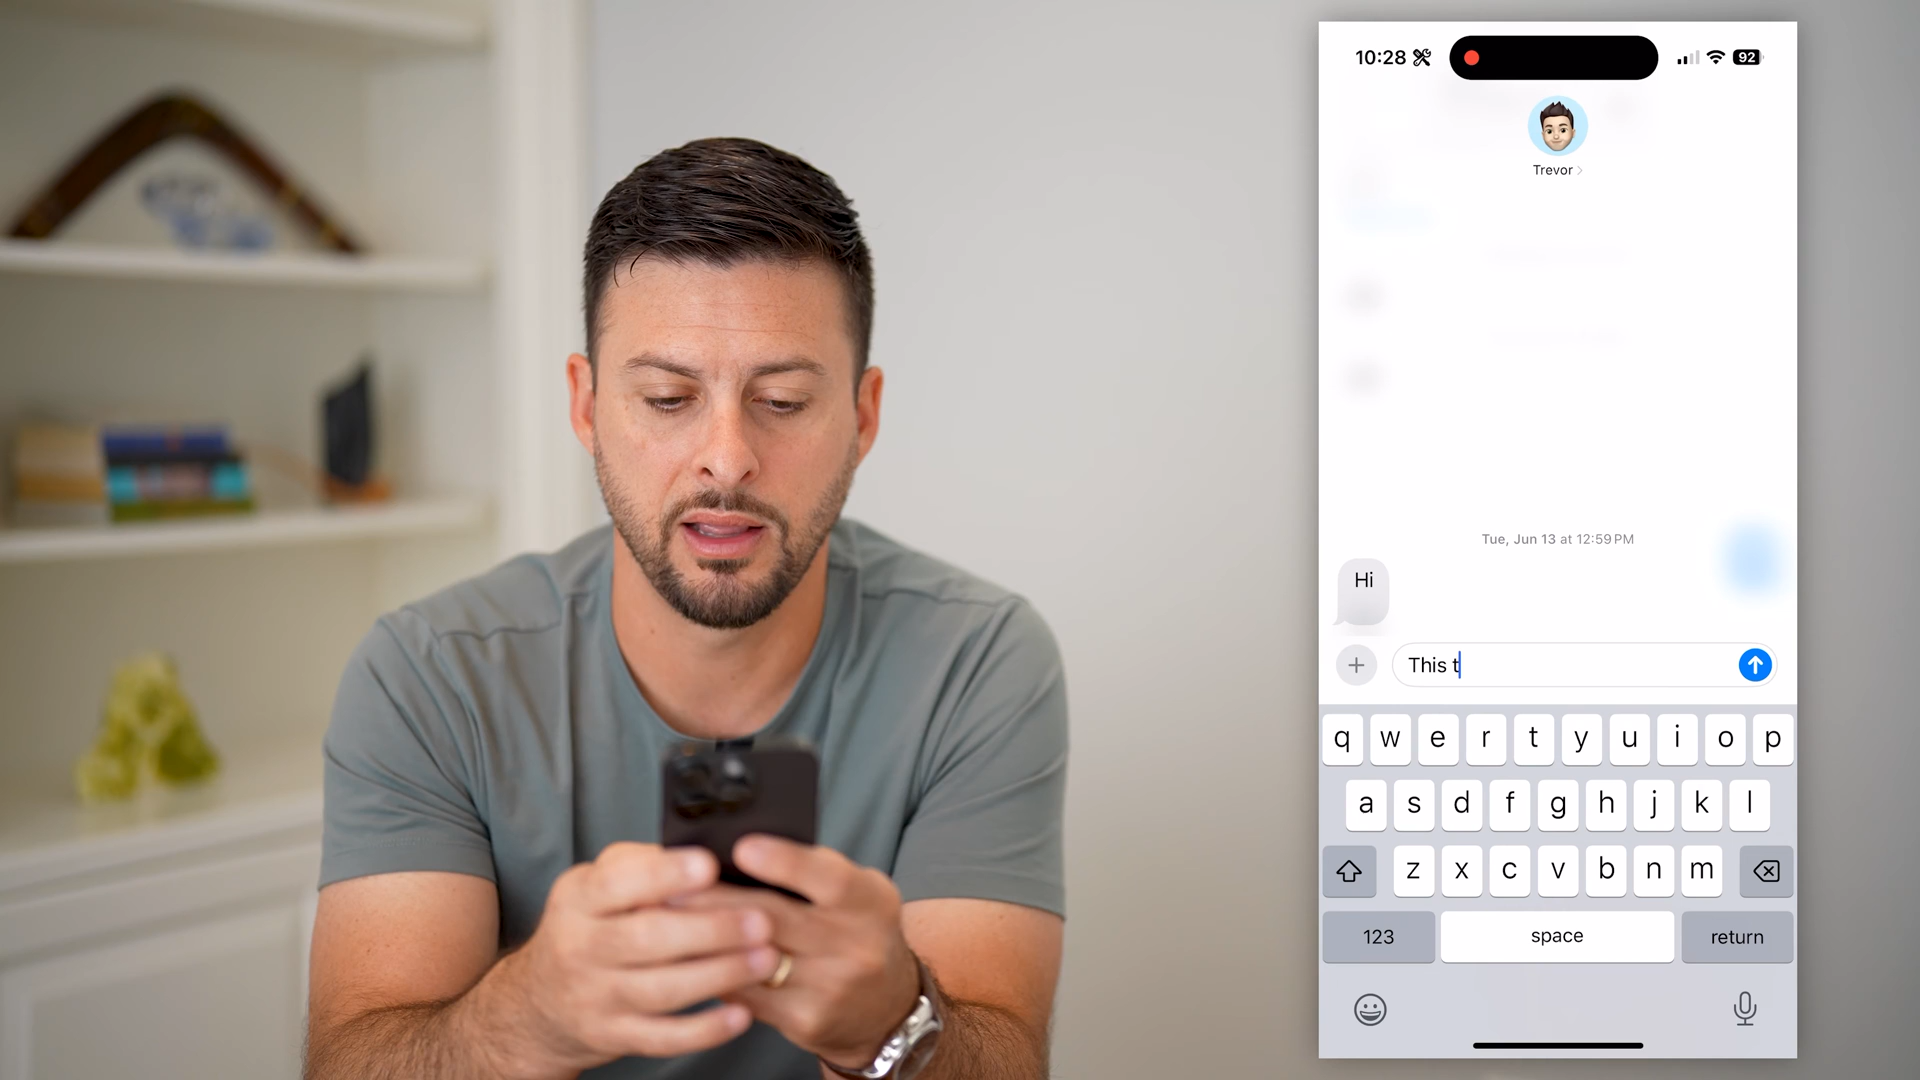 10:28
92
Trevor
Tue, Jun 13 at 12:59 PM
Hi
This t
q w e r t y u i o p
a s d f g h j k l
z x c v b n m
123 space return